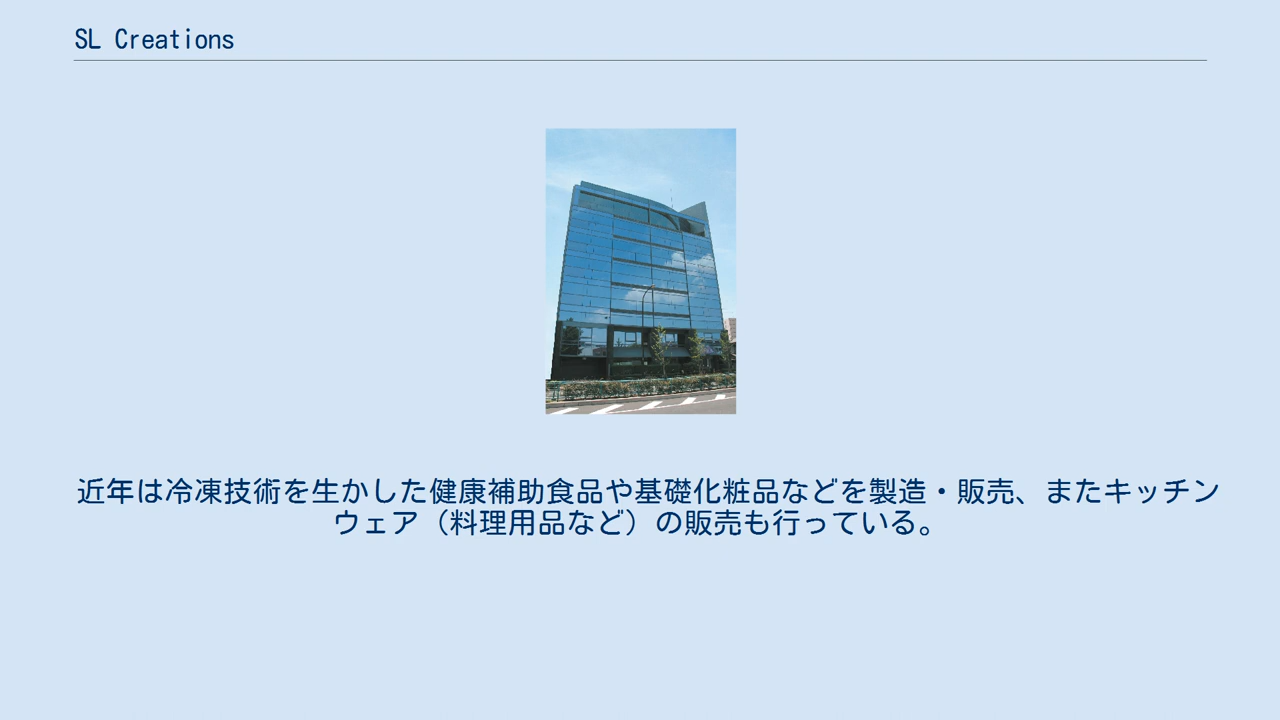 SL Creations
近年は冷凍技術を生かした健康補助食品や基礎化粧品などを製造・販売、またキッチン
ウェア（料理用品など）の販売も行っている。